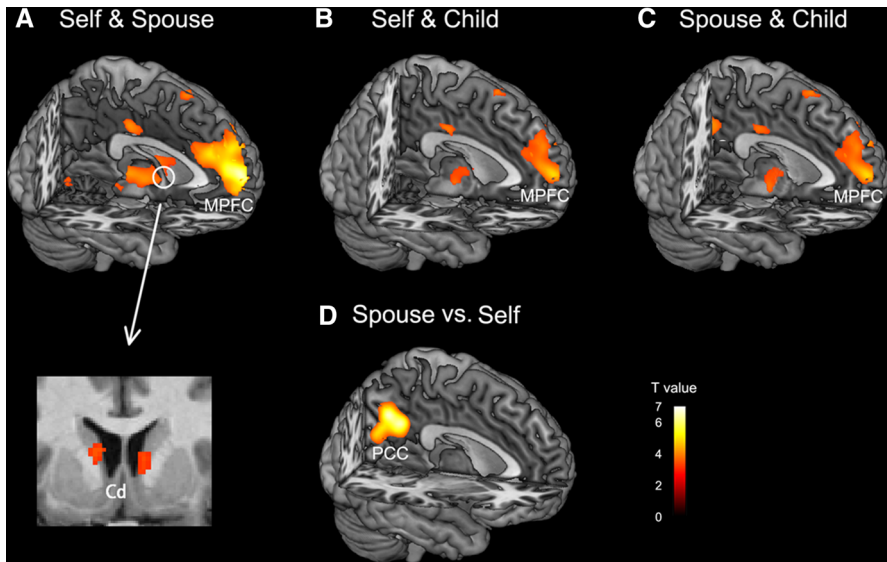 A Self & Spouse
B Self & Child
C Spouse & Child
MPFC
MPFC
MPFC
D Spouse vs. Self
PCC
Cd
T value
7
6
4
2
0